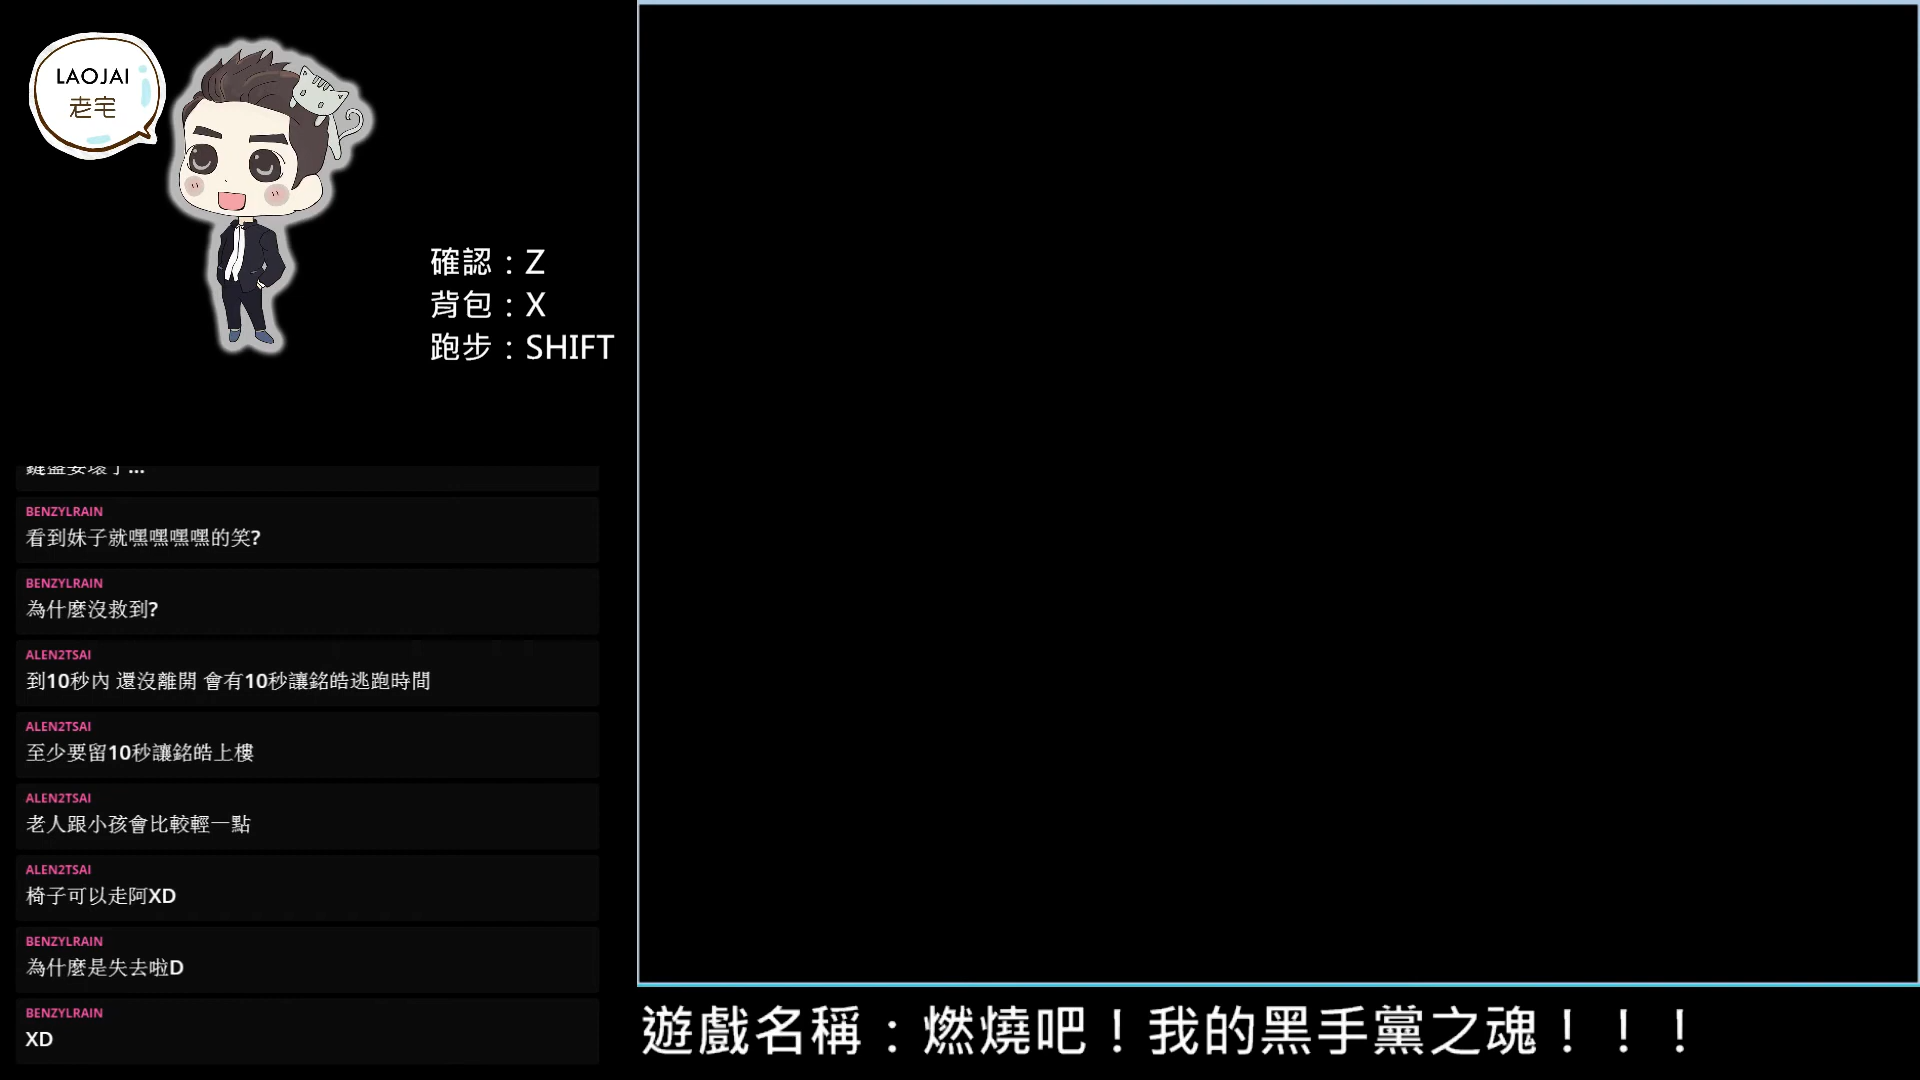 LAOJAI
老宅
確認：Z
背包：X
跑步：SHIFT
鍵盤要壞了...
BENZYLRAIN
看到妹子就嘿嘿嘿嘿的笑?
BENZYLRAIN
為什麼沒救到?
ALEN2TSAI
到10秒內 還沒離開 會有10秒讓銘皓逃跑時間
ALEN2TSAI
至少要留10秒讓銘皓上樓
ALEN2TSAI
老人跟小孩會比較輕一點
ALEN2TSAI
椅子可以走阿XD
BENZYLRAIN
為什麼是失去啦D
BENZYLRAIN
XD
遊戲名稱：燃燒吧！我的黑手黨之魂！！！